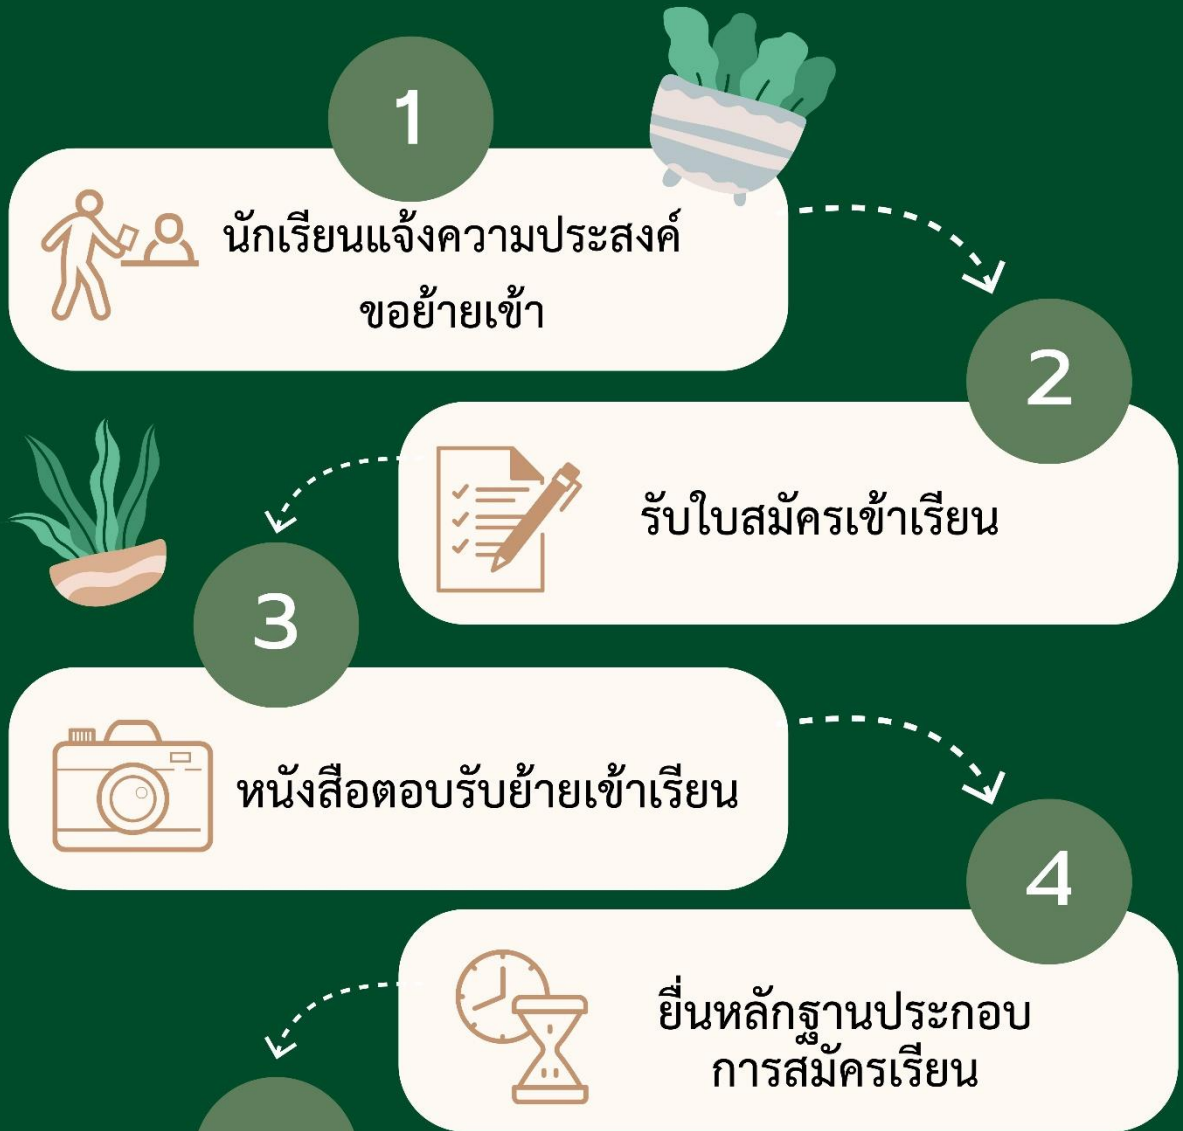 1
นักเรียนแจ้งความประสงค์
ขอย้ายเข้า
2
รับใบสมัครเข้าเรียน
3
หนังสือตอบรับย้ายเข้าเรียน
4
ยื่นหลักฐานประกอบ
การสมัครเรียน